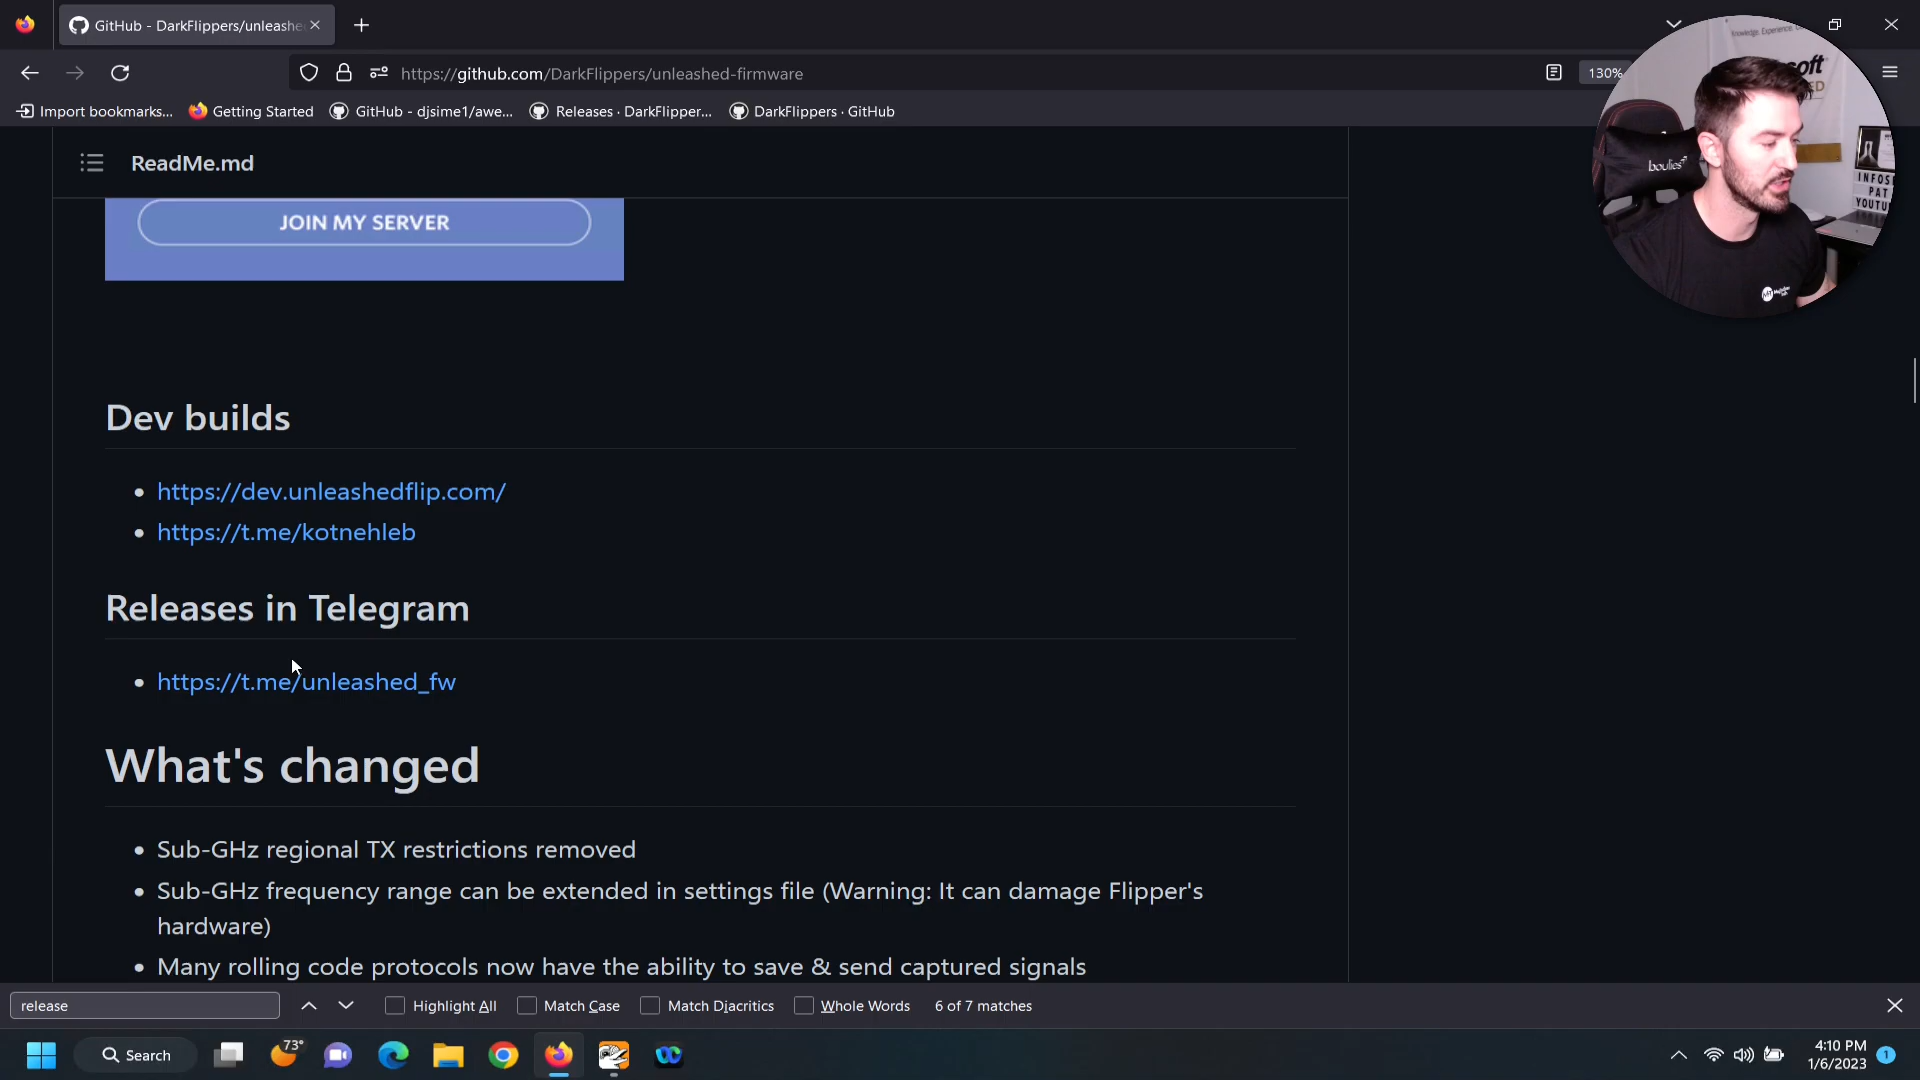 GitHub - DarkFlippers/unleashe
https://github.com/DarkFlippers/unleashed-firmware
130%
Import bookmarks...
Getting Started
GitHub - djsime1/awe...
Releases · DarkFlipper...
DarkFlippers · GitHub
ReadMe.md
JOIN MY SERVER
Dev builds
https://dev.unleashedflip.com/
https://t.me/kotnehleb
Releases in Telegram
https://t.me/unleashed_fw
What's changed
Sub-GHz regional TX restrictions removed
Sub-GHz frequency range can be extended in settings file (Warning: It can damage Flipper's
hardware)
Many rolling code protocols now have the ability to save & send captured signals
boulies
INFOS
PAT
YOUTU
release
Highlight All
Match Case
Match Diacritics
Whole Words
6 of 7 matches
73°
Search
4:10 PM
1/6/2023
1